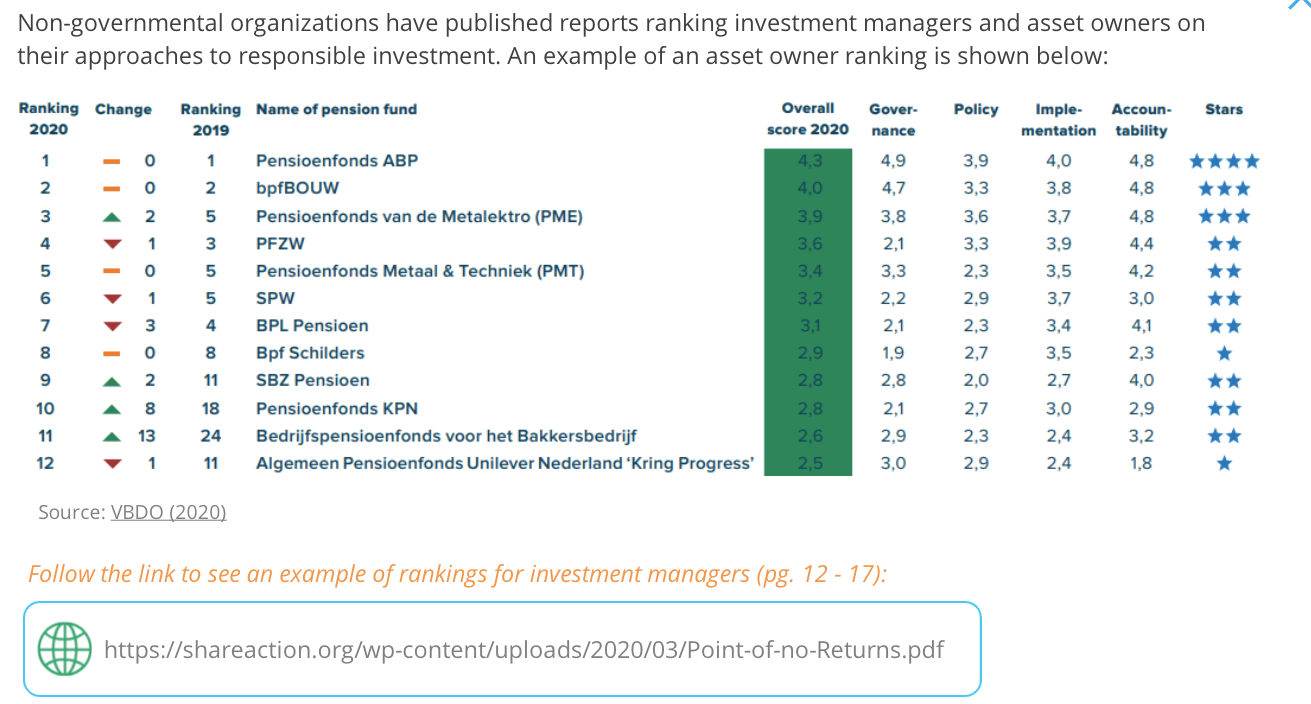 Non-governmental organizations have published reports ranking investment managers and asset owners on
their approaches to responsible investment. An example of an asset owner ranking is shown below:
Ranking 2020 Change Ranking 2019 Name of pension fund Overall score 2020 Gover-nance Policy Imple-mentation Accoun-tability Stars
1 0 1 Pensioenfonds ABP 4,3 4,9 3,9 4,0 4,8 ★★★★
2 0 2 bpfBOUW 4,0 4,7 3,3 3,8 4,8 ★★★
3 2 5 Pensioenfonds van de Metalektro (PME) 3,9 3,8 3,6 3,7 4,8 ★★★
4 1 3 PFZW 3,6 2,1 3,3 3,9 4,4 ★★
5 0 5 Pensioenfonds Metaal & Techniek (PMT) 3,4 3,3 2,3 3,5 4,2 ★★
6 1 5 SPW 3,2 2,2 2,9 3,7 3,0 ★★
7 3 4 BPL Pensioen 3,1 2,1 2,3 3,4 4,1 ★★
8 0 8 Bpf Schilders 2,9 1,9 2,7 3,5 2,3 ★
9 2 11 SBZ Pensioen 2,8 2,8 2,0 2,7 4,0 ★★
10 8 18 Pensioenfonds KPN 2,8 2,1 2,7 3,0 2,9 ★★
11 13 24 Bedrijfspensioenfonds voor het Bakkersbedrijf 2,6 2,9 2,3 2,4 3,2 ★★
12 1 11 Algemeen Pensioenfonds Unilever Nederland ‘Kring Progress’ 2,5 3,0 2,9 2,4 1,8 ★
Source: VBDO (2020)
Follow the link to see an example of rankings for investment managers (pg. 12 - 17):
https://shareaction.org/wp-content/uploads/2020/03/Point-of-no-Returns.pdf